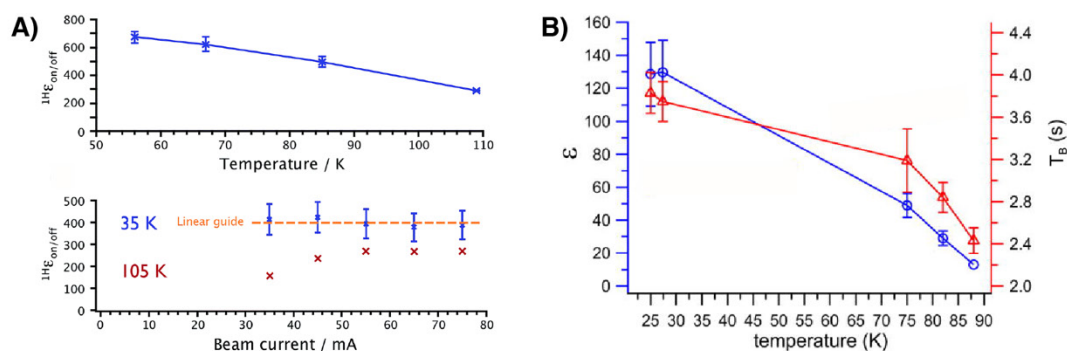 A)
800
600
400
200
0
50 60 70 80 90 100 110
Temperature / K
¹Hε on/off
500
400
300
200
100
0
35 K
Linear guide
105 K
0 10 20 30 40 50 60 70 80
Beam current / mA
¹Hε on/off
B)
160
140
120
100
80
60
40
20
0
ε
25 30 35 40 45 50 55 60 65 70 75 80 85 90
temperature (K)
4.4
4.0
3.6
3.2
2.8
2.4
2.0
T_B (s)